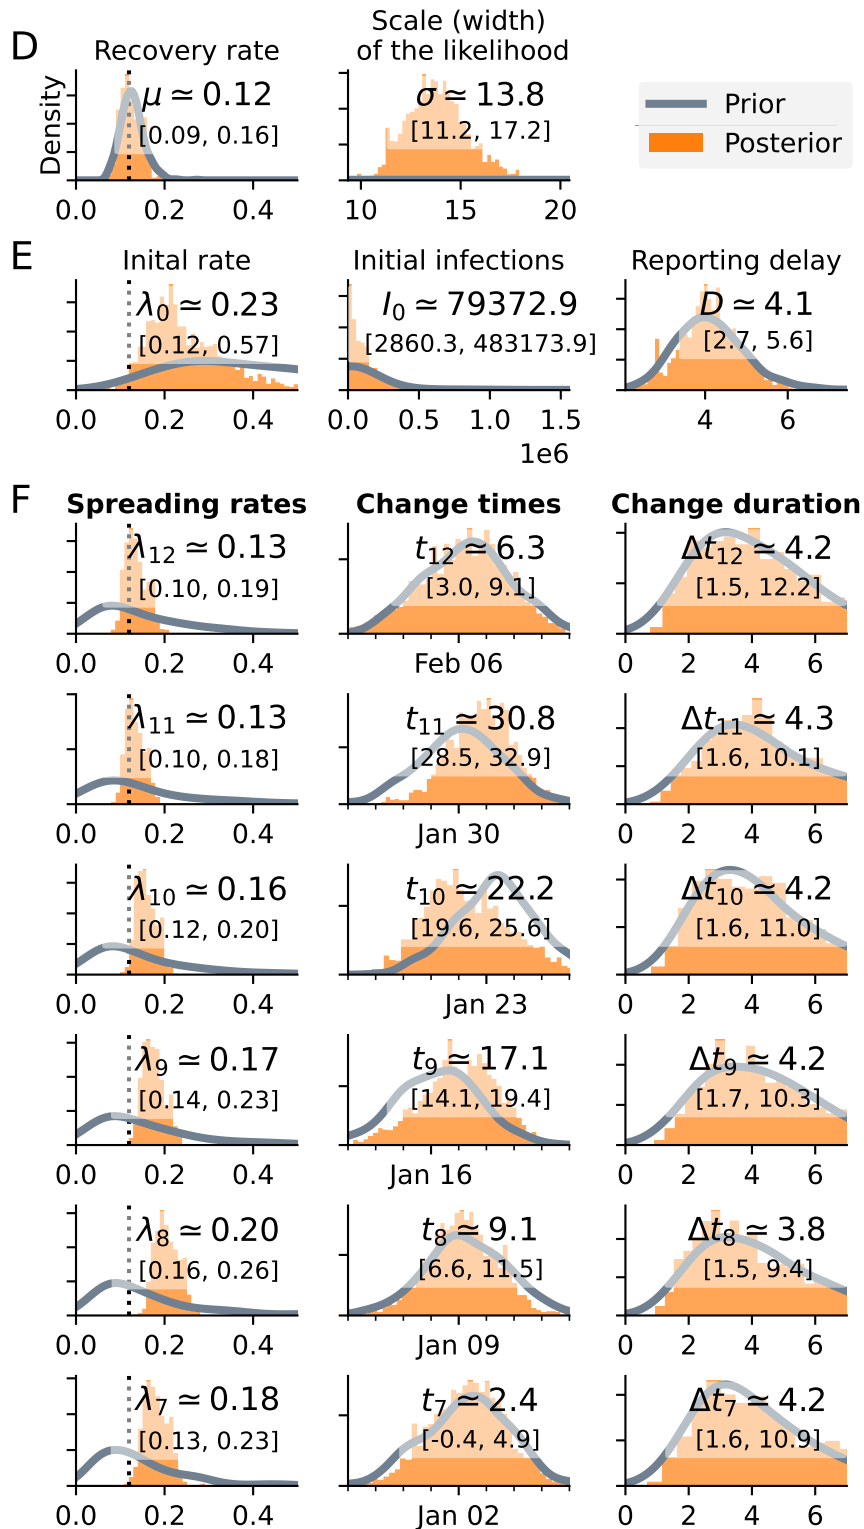 D
Recovery rate
Scale (width)
of the likelihood
Density
μ ≃ 0.12
[0.09, 0.16]
σ ≃ 13.8
[11.2, 17.2]
Prior
Posterior
0.0 0.2 0.4
10 15 20
E
Inital rate
Initial infections
Reporting delay
λ0 ≃ 0.23
[0.12, 0.57]
I0 ≃ 79372.9
[2860.3, 483173.9]
D ≃ 4.1
[2.7, 5.6]
0.0 0.2 0.4
0.0 0.5 1.0 1.5
1e6
4 6
F
Spreading rates
Change times
Change duration
λ12 ≃ 0.13
[0.10, 0.19]
t12 ≃ 6.3
[3.0, 9.1]
Δt12 ≃ 4.2
[1.5, 12.2]
0.0 0.2 0.4
Feb 06
0 2 4 6
λ11 ≃ 0.13
[0.10, 0.18]
t11 ≃ 30.8
[28.5, 32.9]
Δt11 ≃ 4.3
[1.6, 10.1]
0.0 0.2 0.4
Jan 30
0 2 4 6
λ10 ≃ 0.16
[0.12, 0.20]
t10 ≃ 22.2
[19.6, 25.6]
Δt10 ≃ 4.2
[1.6, 11.0]
0.0 0.2 0.4
Jan 23
0 2 4 6
λ9 ≃ 0.17
[0.14, 0.23]
t9 ≃ 17.1
[14.1, 19.4]
Δt9 ≃ 4.2
[1.7, 10.3]
0.0 0.2 0.4
Jan 16
0 2 4 6
λ8 ≃ 0.20
[0.16, 0.26]
t8 ≃ 9.1
[6.6, 11.5]
Δt8 ≃ 3.8
[1.5, 9.4]
0.0 0.2 0.4
Jan 09
0 2 4 6
λ7 ≃ 0.18
[0.13, 0.23]
t7 ≃ 2.4
[-0.4, 4.9]
Δt7 ≃ 4.2
[1.6, 10.9]
0.0 0.2 0.4
Jan 02
0 2 4 6